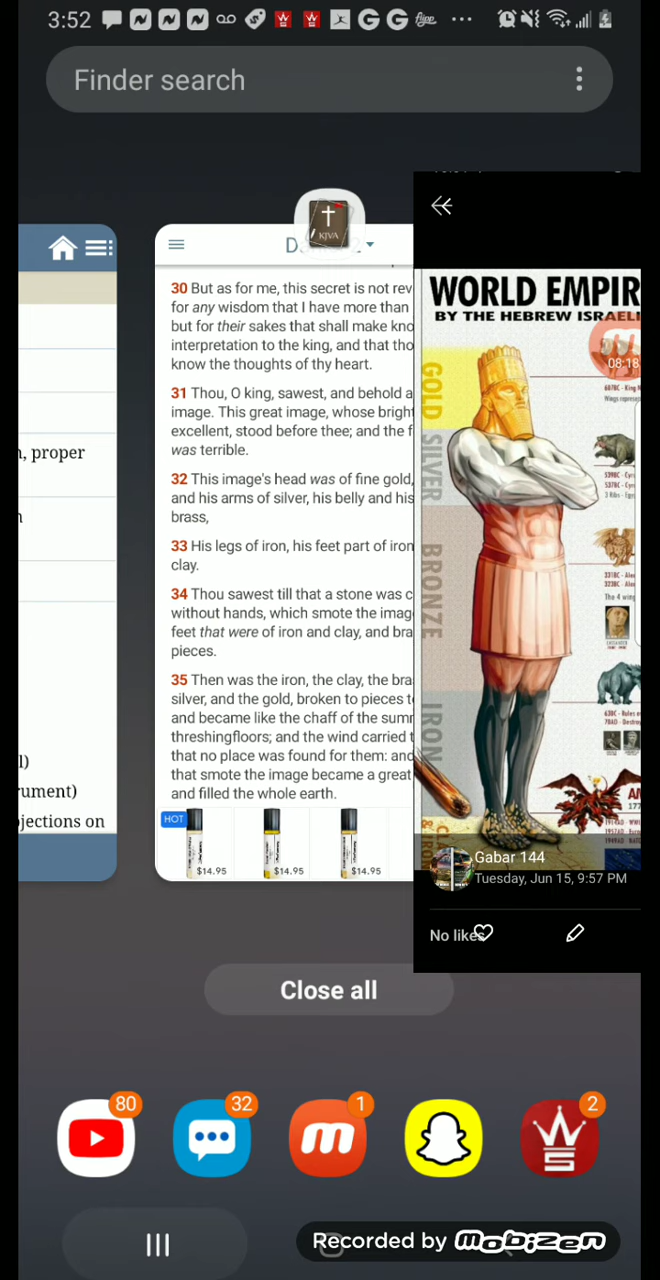 3:52
Finder search
KJVA
30 But as for me, this secret is not rev
for any wisdom that I have more than
but for their sakes that shall make kno
interpretation to the king, and that tho
know the thoughts of thy heart.
31 Thou, O king, sawest, and behold a
image. This great image, whose bright
excellent, stood before thee; and the f
was terrible.
32 This image's head was of fine gold,
and his arms of silver, his belly and his
brass,
33 His legs of iron, his feet part of iron
clay.
34 Thou sawest till that a stone was c
without hands, which smote the imag
feet that were of iron and clay, and bra
pieces.
35 Then was the iron, the clay, the bra
silver, and the gold, broken to pieces t
and became like the chaff of the sumr
threshingfloors; and the wind carried t
that no place was found for them: and
that smote the image became a great
and filled the whole earth.
HOT
$14.95
$14.95
$14.95
, proper
l)
rument)
ojections on
WORLD EMPIR
BY THE HEBREW ISRAELI
08:18
GOLD
SILVER
BRONZE
IRON
The 4 wing
Gabar 144
Tuesday, Jun 15, 9:57 PM
No likes
Close all
80
32
1
2
Recorded by mobizen